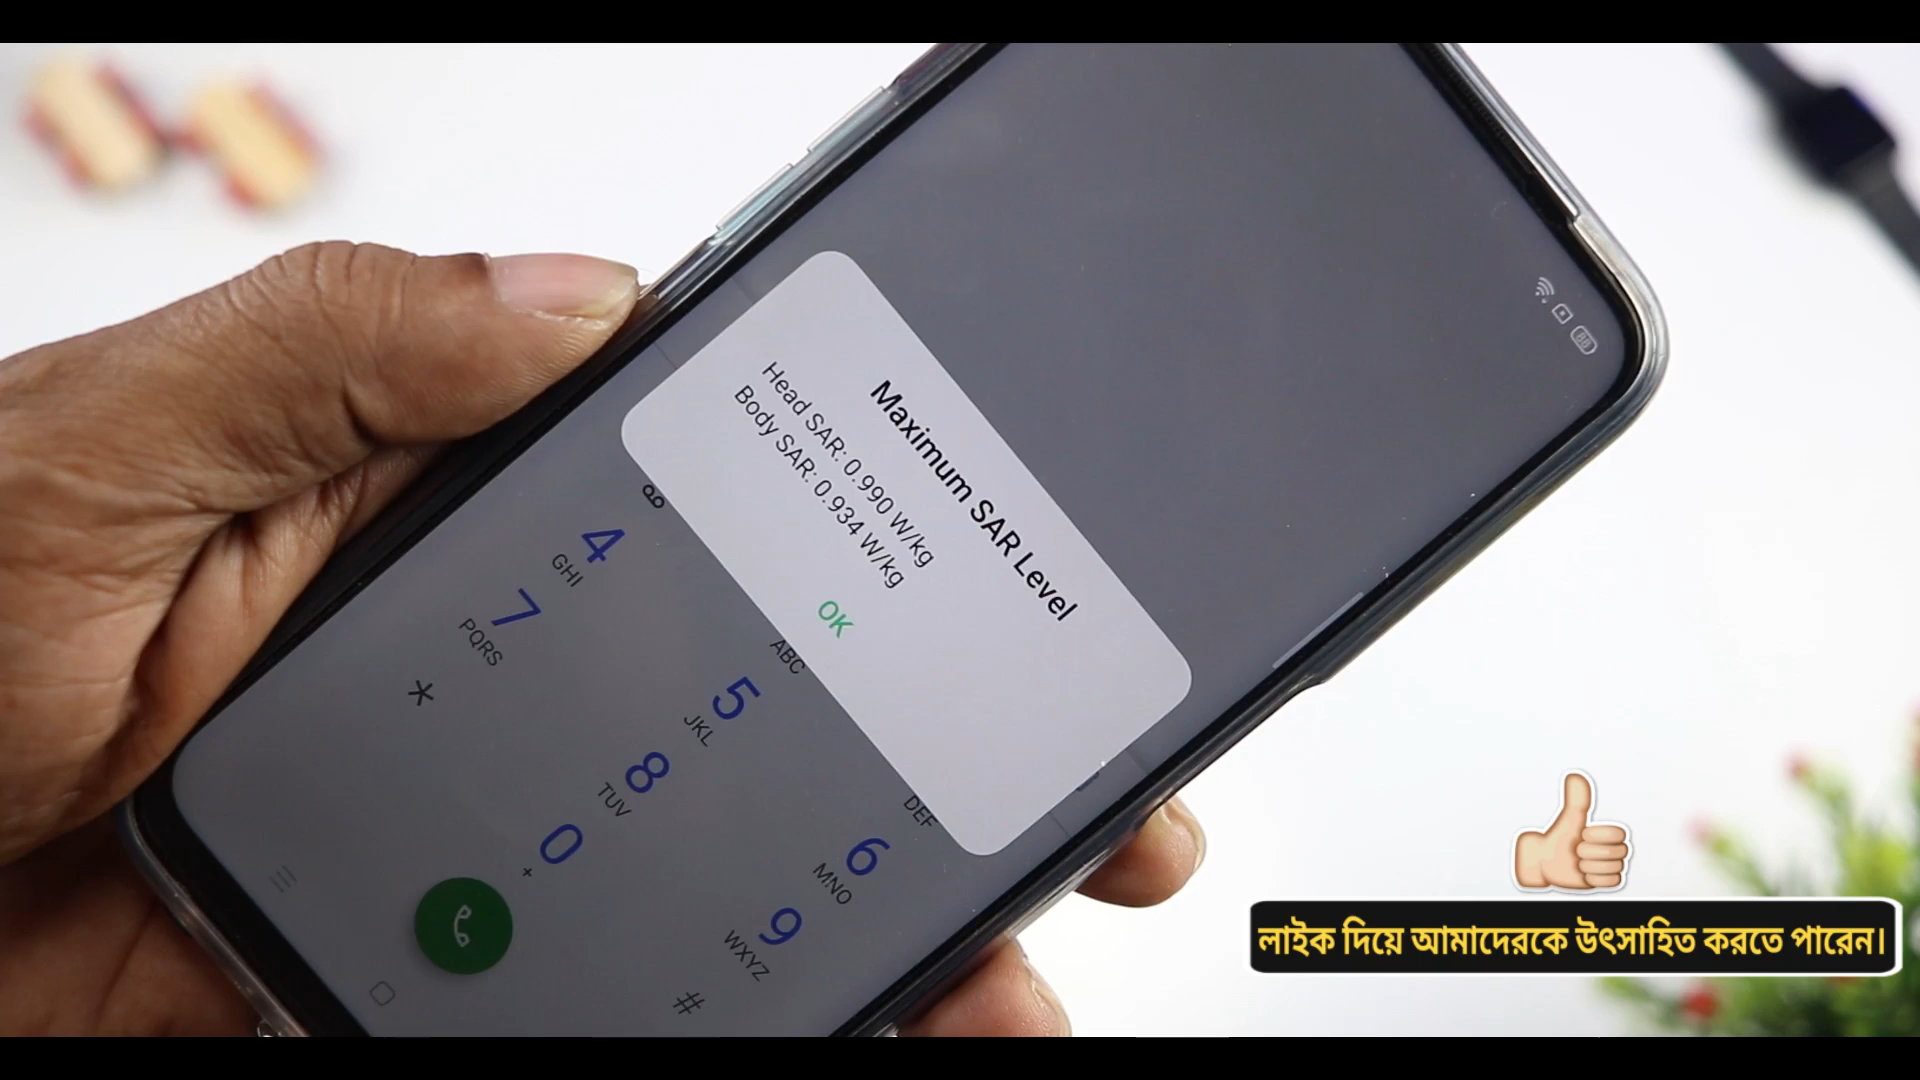 88
Maximum SAR Level
Head SAR: 0.990 W/kg
Body SAR: 0.934 W/kg
OK
ABC
DEF
4
GHI
5
JKL
6
MNO
7
PQRS
8
TUV
9
WXYZ
*
0
+
#
লাইক দিয়ে আমাদেরকে উৎসাহিত করতে পারেন।